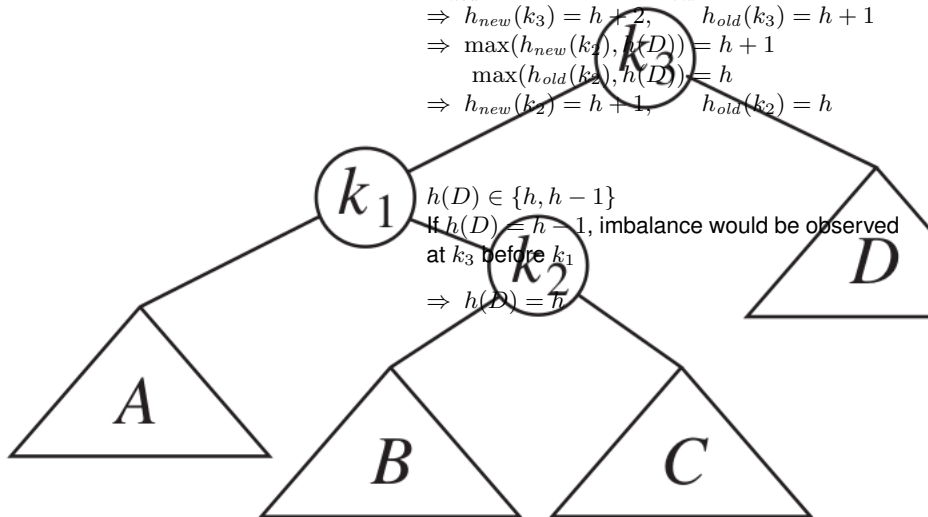 ⇒ h_new(k_3) = h + 2, h_old(k_3) = h + 1
⇒ max(h_new(k_2), h(D)) = h + 1
max(h_old(k_2), h(D)) = h
⇒ h_new(k_2) = h + 1, h_old(k_2) = h
k_3
k_1
h(D) ∈ {h, h − 1}
If h(D) = h − 1, imbalance would be observed
at k_3 before k_1
k_2
D
⇒ h(D) = h
A
B
C